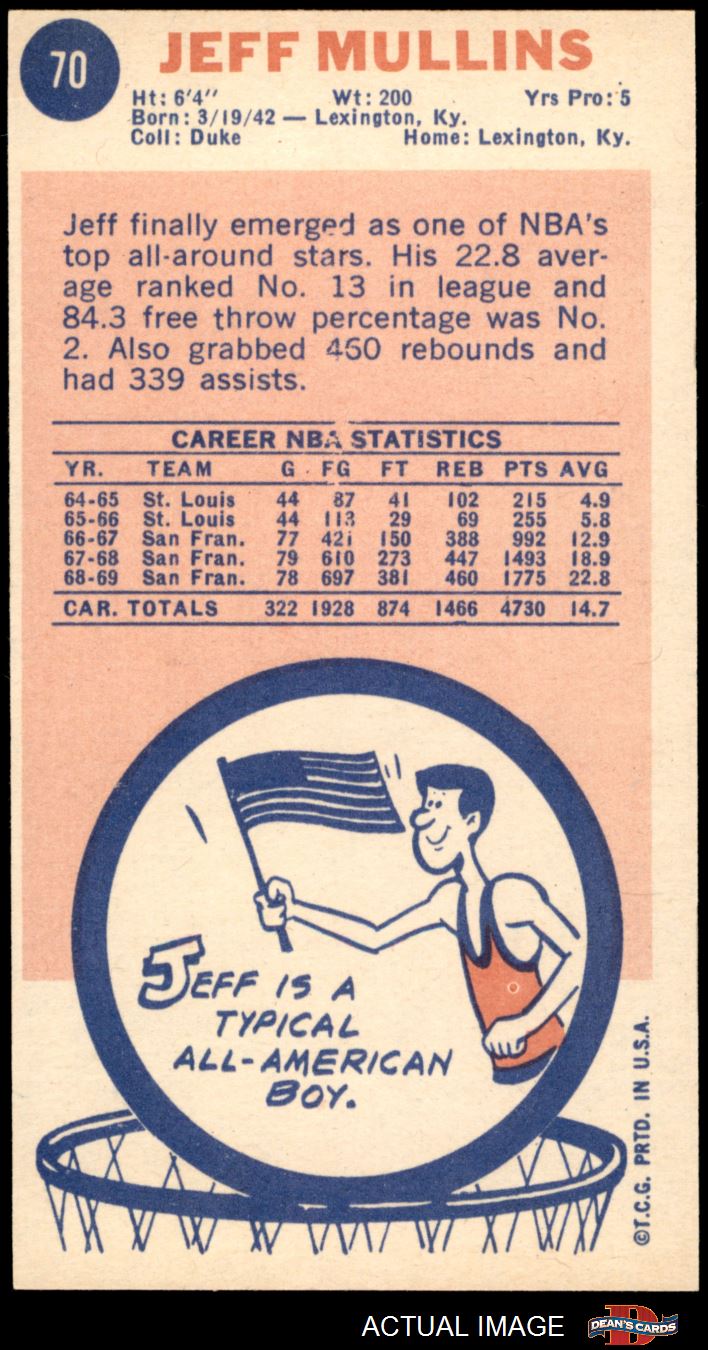 70
JEFF MULLINS
Ht: 6'4" Wt: 200 Yrs Pro: 5
Born: 3/19/42 — Lexington, Ky.
Coll: Duke Home: Lexington, Ky.
Jeff finally emerged as one of NBA's
top all-around stars. His 22.8 aver-
age ranked No. 13 in league and
84.3 free throw percentage was No.
2. Also grabbed 460 rebounds and
had 339 assists.
CAREER NBA STATISTICS
YR. TEAM G FG FT REB PTS AVG
64-65 St. Louis 44 87 41 102 215 4.9
65-66 St. Louis 44 113 29 69 255 5.8
66-67 San Fran. 77 421 150 388 992 12.9
67-68 San Fran. 79 610 273 447 1493 18.9
68-69 San Fran. 78 697 381 460 1775 22.8
CAR. TOTALS 322 1928 874 1466 4730 14.7
JEFF IS A
TYPICAL
ALL-AMERICAN
BOY.
©T.C.G. PRTD. IN U.S.A.
ACTUAL IMAGE
D
DEAN'S CARDS